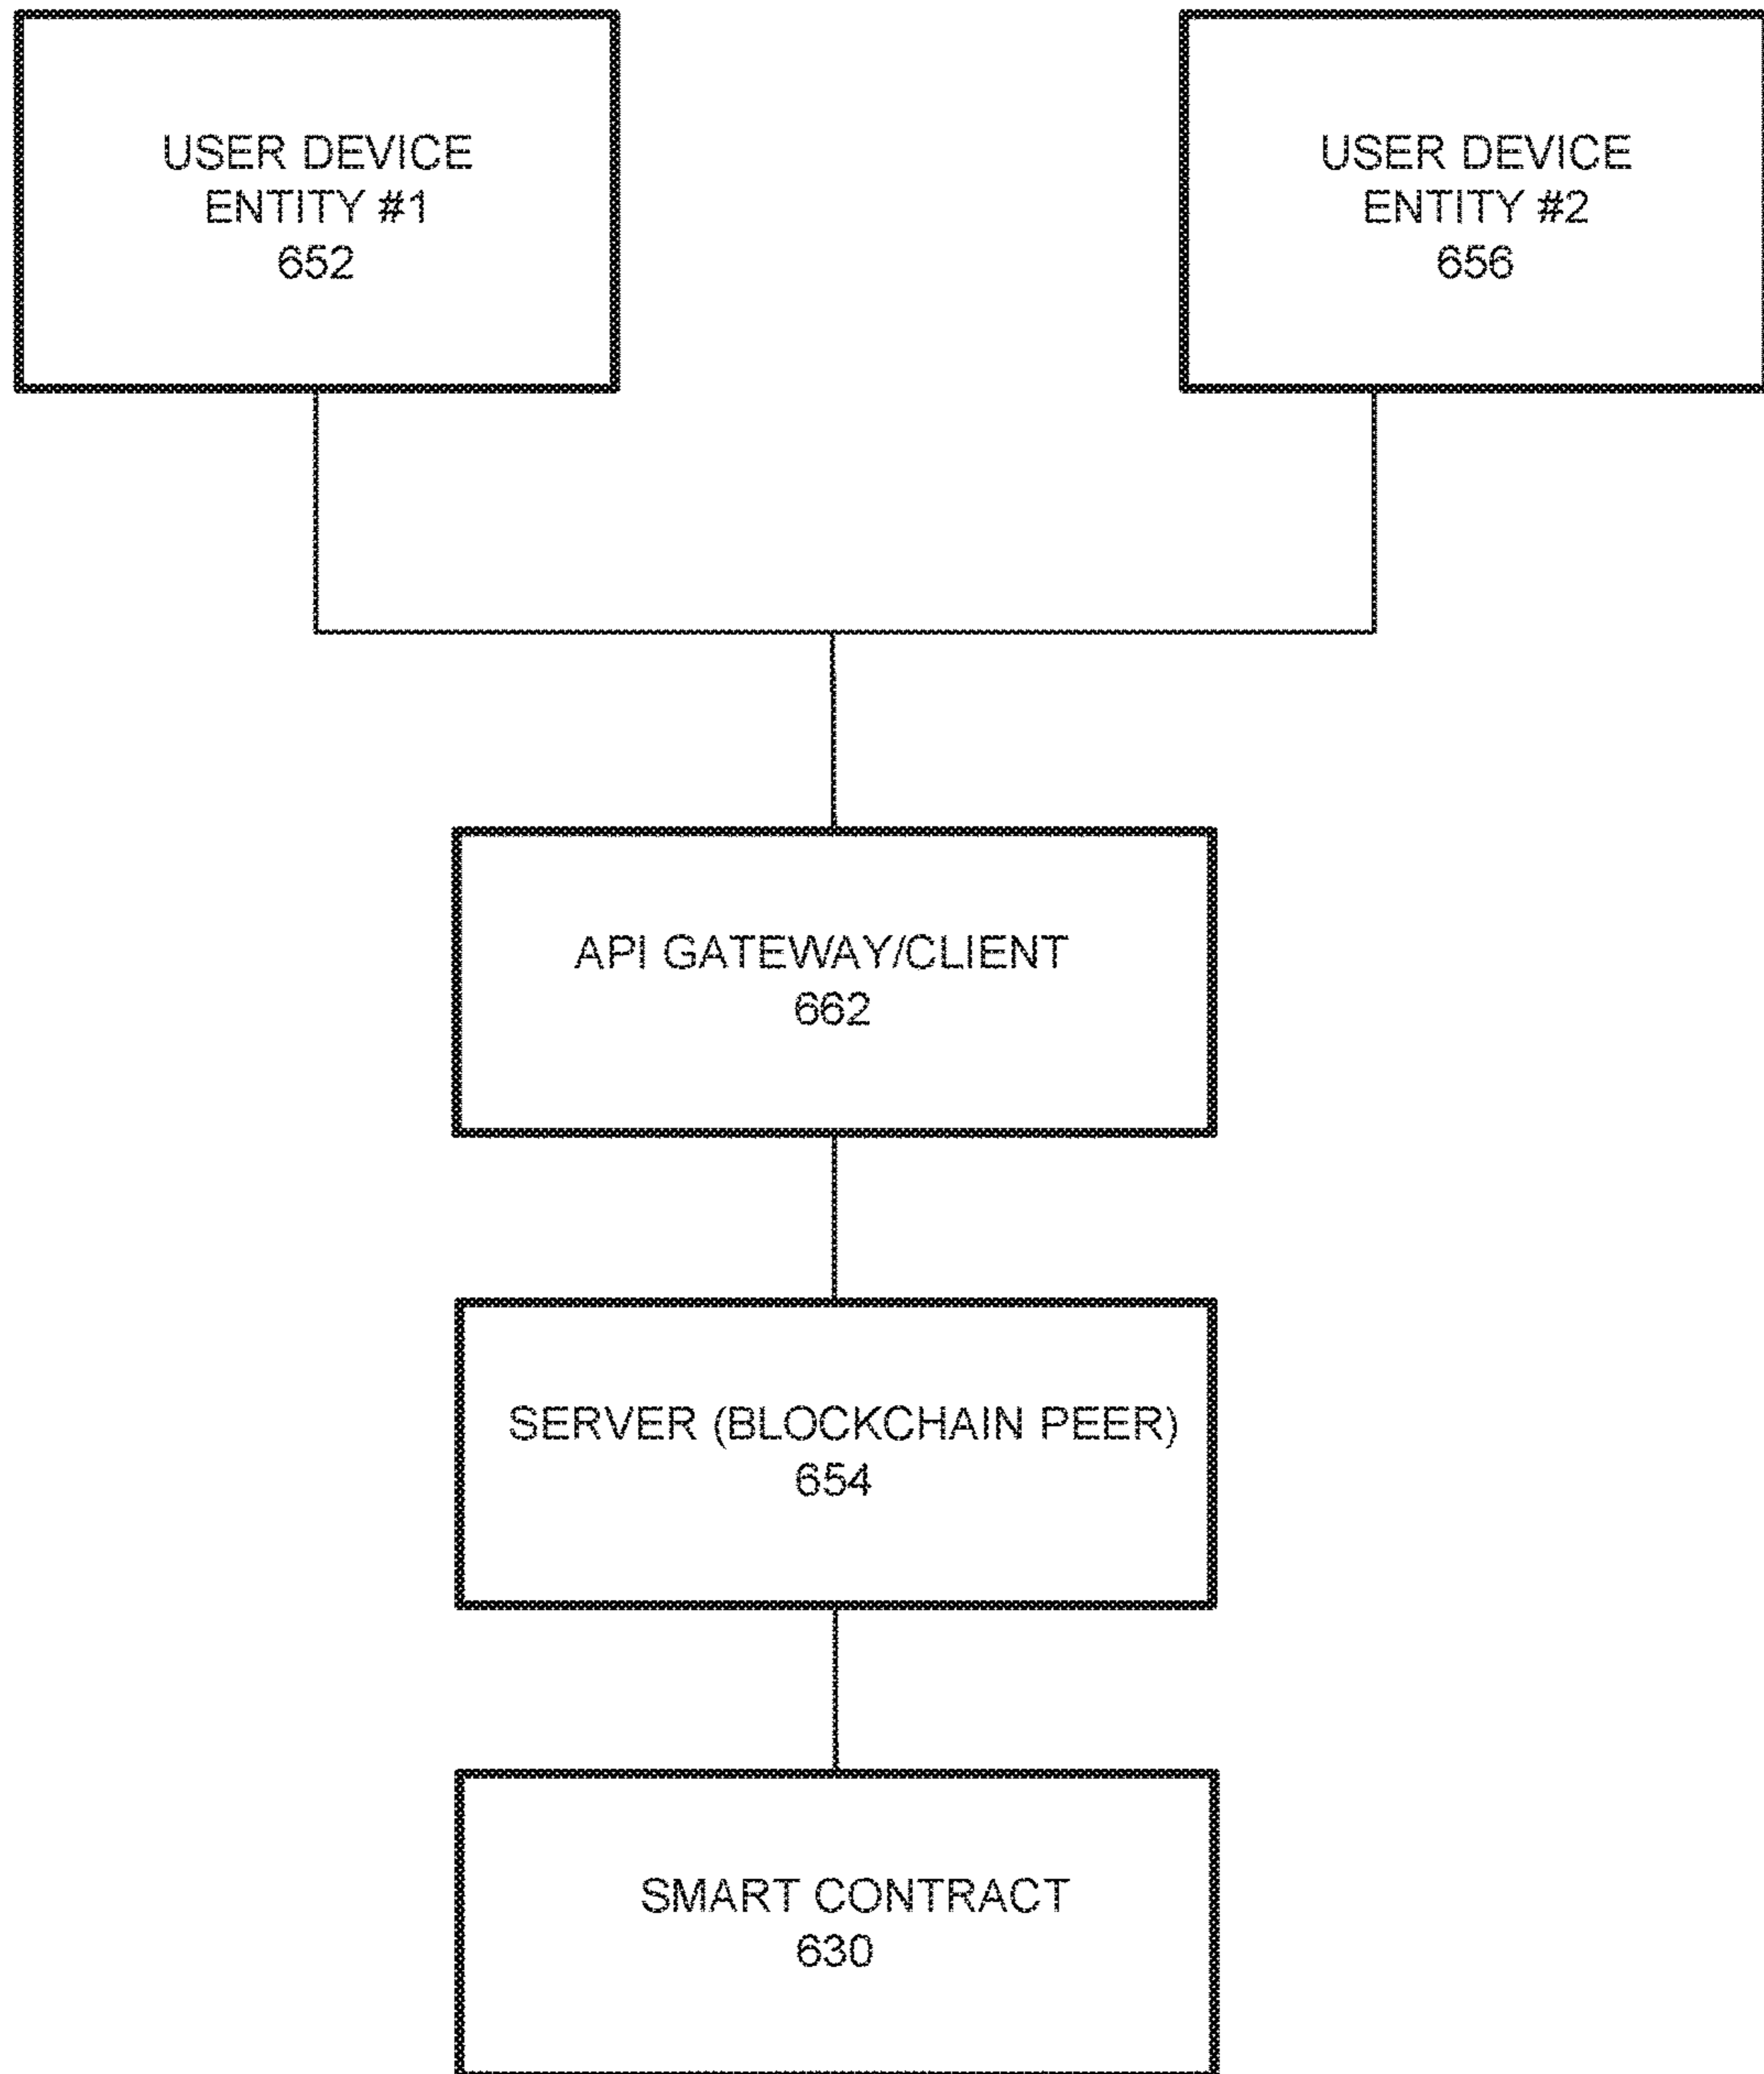 USER DEVICE
ENTITY #1
652
USER DEVICE
ENTITY #2
656
API GATEWAY/CLIENT
662
SERVER (BLOCKCHAIN PEER)
654
SMART CONTRACT
630